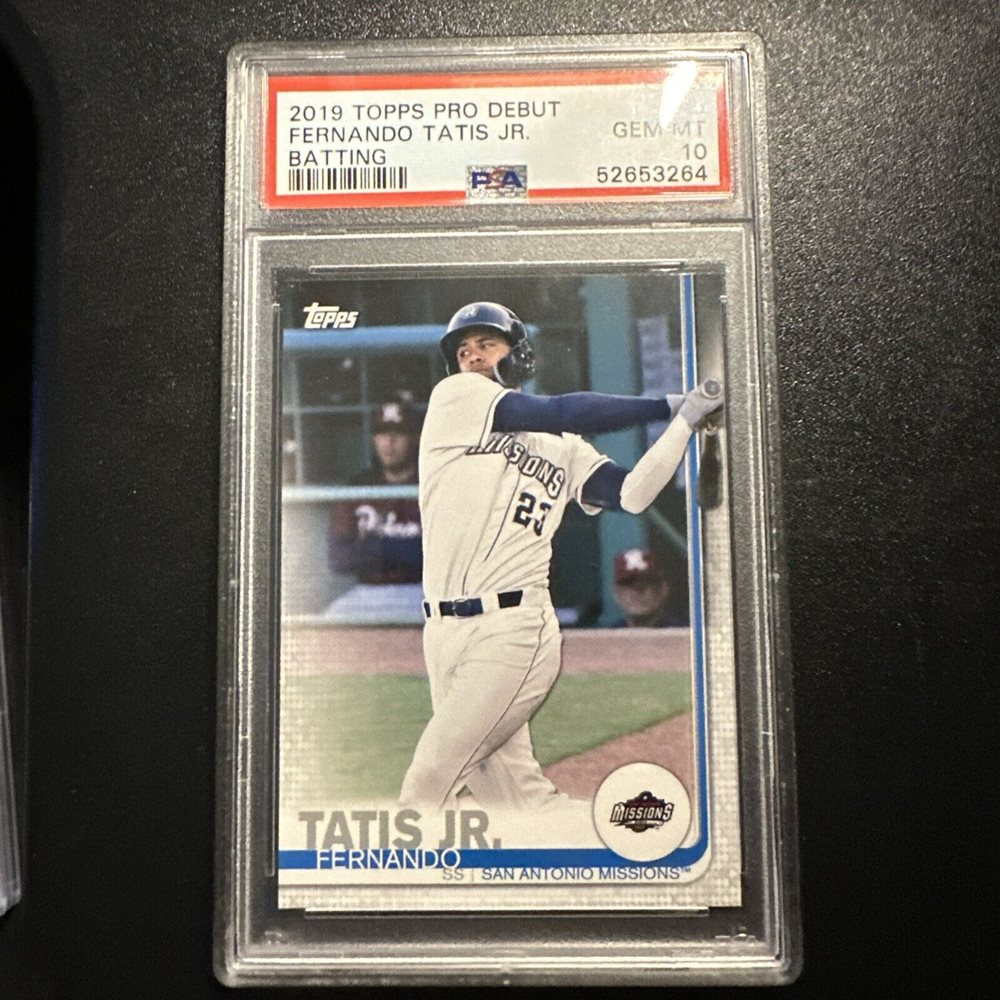 2019 TOPPS PRO DEBUT
FERNANDO TATIS JR. GEM MT
BATTING 10
PSA 52653264
Topps
MISSIONS
23
MISSIONS
TATIS JR.
FERNANDO
SS SAN ANTONIO MISSIONS™